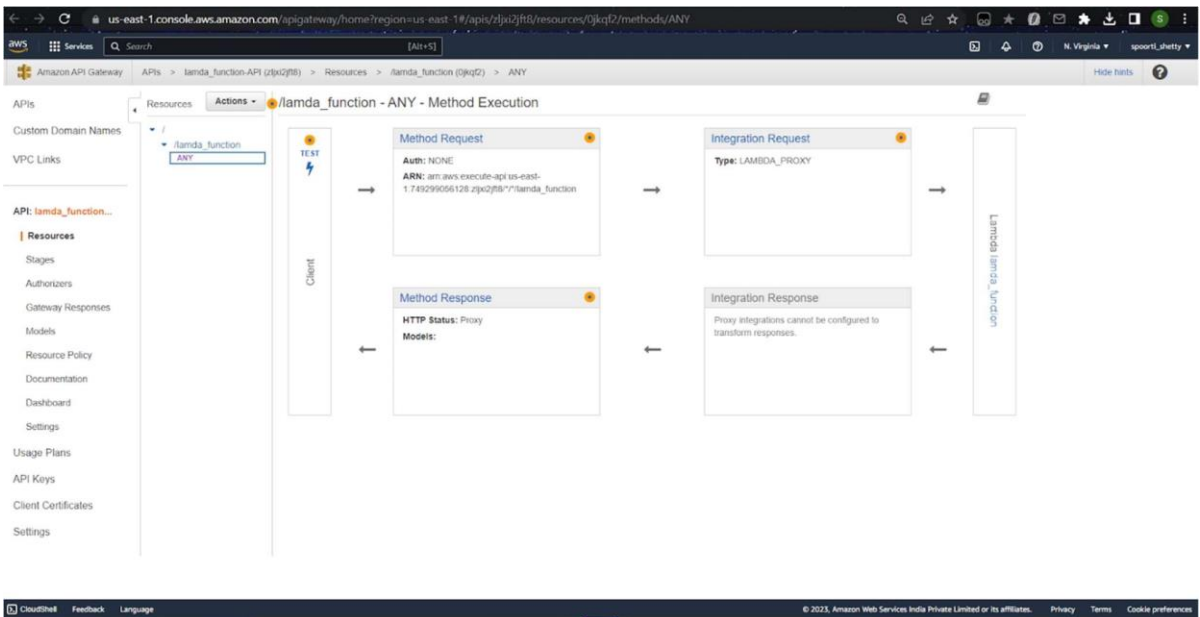 us-east-1.console.aws.amazon.com/apigateway/home?region=us-east-1#/apis/zljxi2jft8/resources/0jkqf2/methods/ANY
aws
Services
Search
[Alt+S]
N. Virginia
spoorti_shetty
Amazon API Gateway
APIs > lamda_function-API (zljxi2jft8) > Resources > /lamda_function (0jkqf2) > ANY
Hide hints
APIs
Custom Domain Names
VPC Links
API: lamda_function...
Resources
Stages
Authorizers
Gateway Responses
Models
Resource Policy
Documentation
Dashboard
Settings
Usage Plans
API Keys
Client Certificates
Settings
Resources
Actions
/
/lamda_function
ANY
/lamda_function - ANY - Method Execution
TEST
Client
Method Request
Auth: NONE
ARN: arn:aws:execute-api:us-east-
1:749299056128:zljxi2jft8/*/*/lamda_function
Integration Request
Type: LAMBDA_PROXY
Lambda lamda_function
Method Response
HTTP Status: Proxy
Models:
Integration Response
Proxy integrations cannot be configured to
transform responses.
CloudShell
Feedback
Language
© 2023, Amazon Web Services India Private Limited or its affiliates.
Privacy
Terms
Cookie preferences